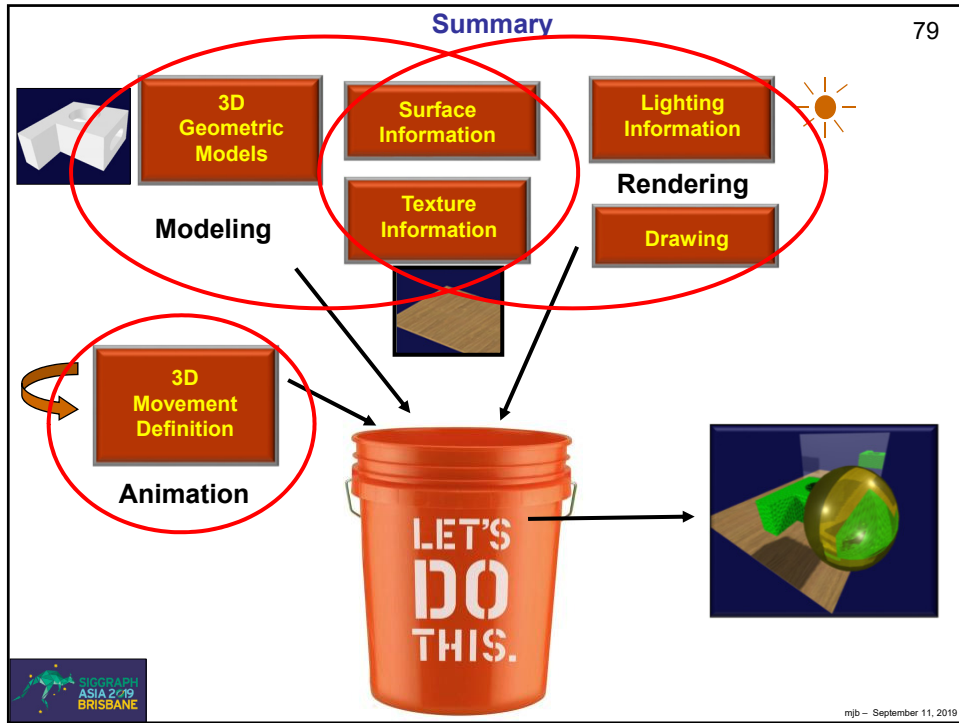 Summary
79
3D
Geometric
Models
Surface
Information
Lighting
Information
Rendering
Modeling
Texture
Information
Drawing
3D
Movement
Definition
Animation
LET'S
DO
THIS.
SIGGRAPH
ASIA 2019
BRISBANE
mjb – September 11, 2019